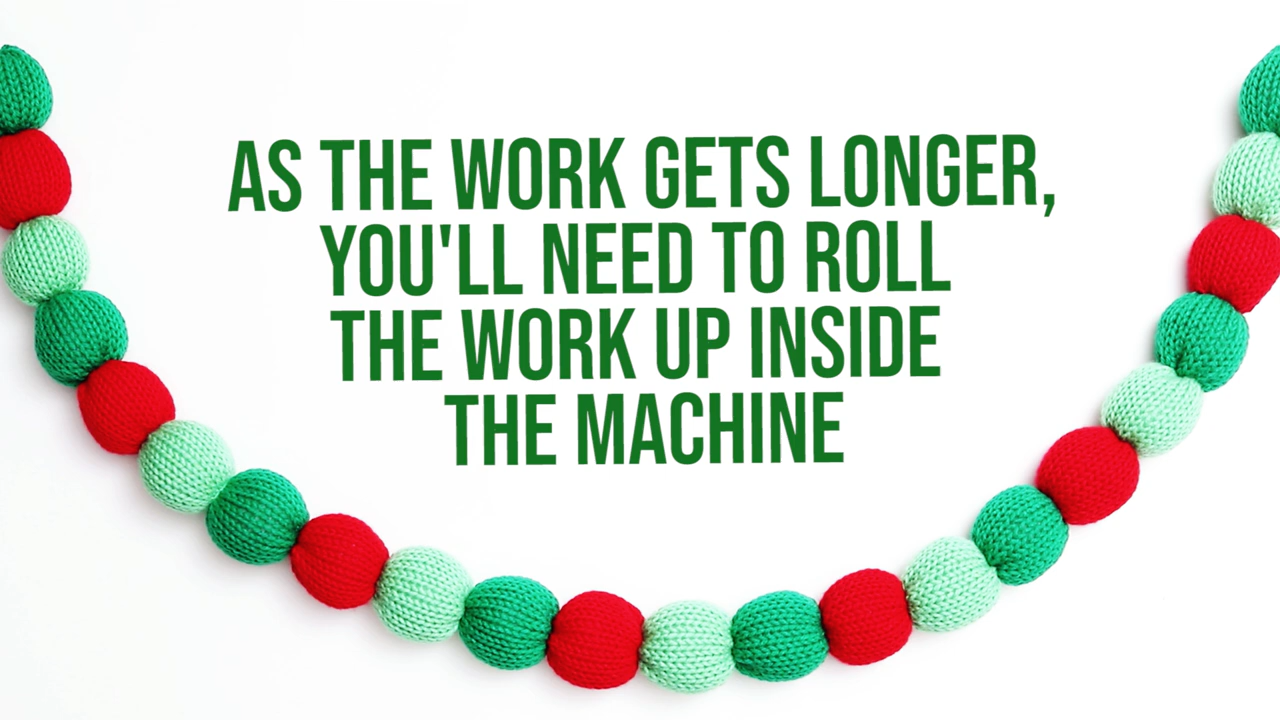 AS THE WORK GETS LONGER,
YOU'LL NEED TO ROLL
THE WORK UP INSIDE
THE MACHINE